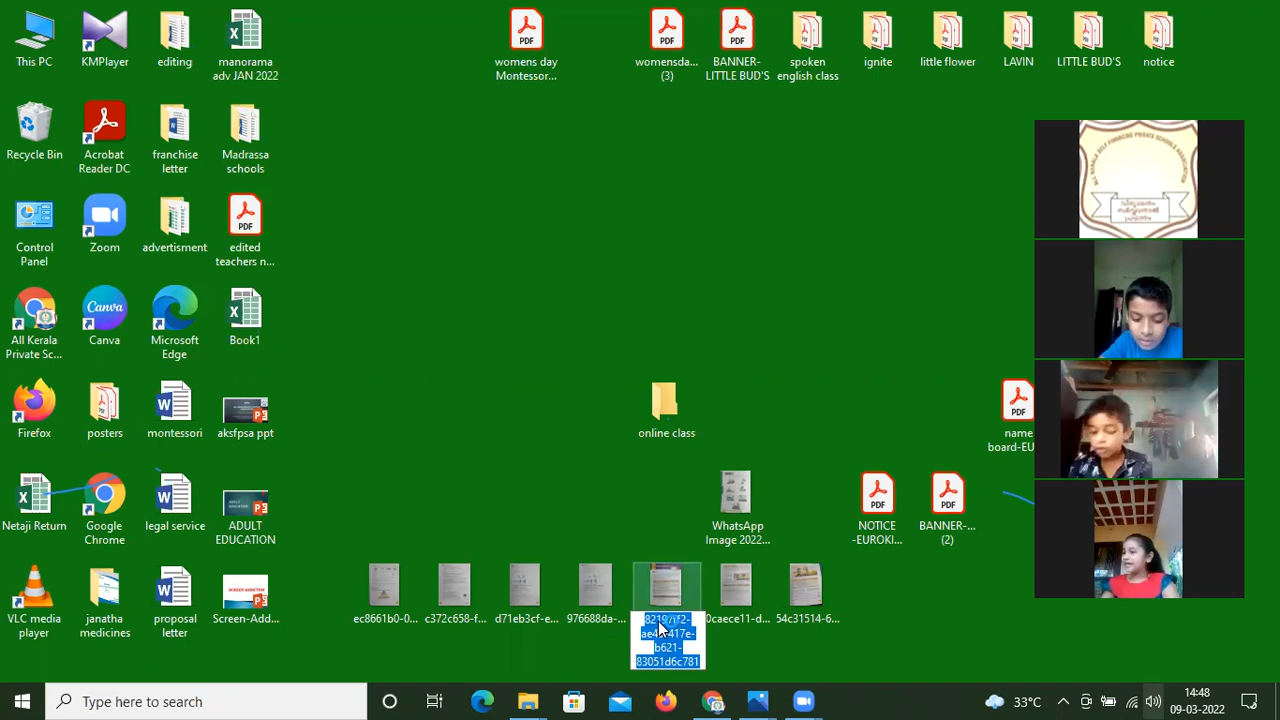 This PC
KMPlayer
editing
manorama
adv JAN 2022
womens day
Montessor...
womensda...
(3)
BANNER-
LITTLE BUD'S
spoken
english class
ignite
little flower
LAVIN
LITTLE BUD'S
notice
Recycle Bin
Acrobat
Reader DC
franchise
letter
Madrassa
schools
Control
Panel
Zoom
advertisment
edited
teachers n...
All Kerala
Private Sc...
Canva
Microsoft
Edge
Book1
Firefox
posters
montessori
aksfpsa ppt
online class
name
board-EU
Netaji Return
Google
Chrome
legal service
ADULT
EDUCATION
WhatsApp
Image 2022...
NOTICE
-EUROKI...
BANNER-...
(2)
VLC media
player
janatha
medicines
proposal
letter
Screen-Add...
ec8661b0-0...
c372c658-f...
d71eb3cf-e...
976688da-...
b621-
83051d6c781
0caece11-d...
54c31514-6...
Type here to search
33°C
14:48
09-03-2022